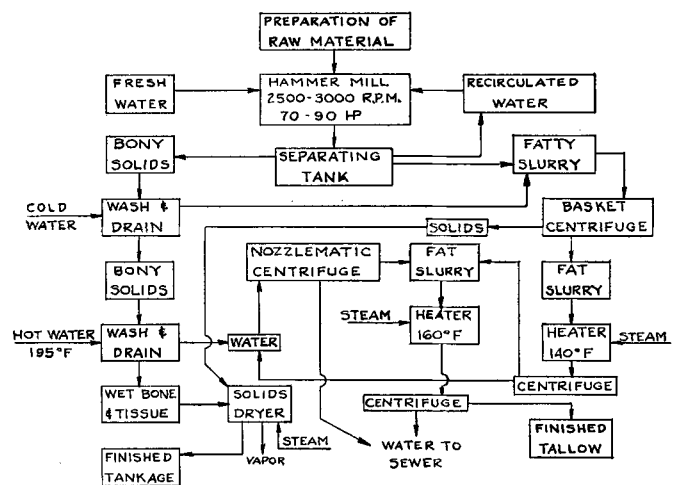 PREPARATION OF
RAW MATERIAL
FRESH
WATER
HAMMER MILL
2500-3000 R.P.M.
70-90 HP
RECIRCULATED
WATER
BONY
SOLIDS
SEPARATING
TANK
FATTY
SLURRY
COLD
WATER
WASH &
DRAIN
SOLIDS
BASKET
CENTRIFUGE
BONY
SOLIDS
NOZZLEMATIC
CENTRIFUGE
FAT
SLURRY
FAT
SLURRY
HOT WATER
195°F
WASH &
DRAIN
WATER
STEAM
HEATER
160°F
HEATER
140°F
STEAM
WET BONE
& TISSUE
SOLIDS
DRYER
CENTRIFUGE
CENTRIFUGE
FINISHED
TANKAGE
VAPOR
STEAM
WATER TO
SEWER
FINISHED
TALLOW